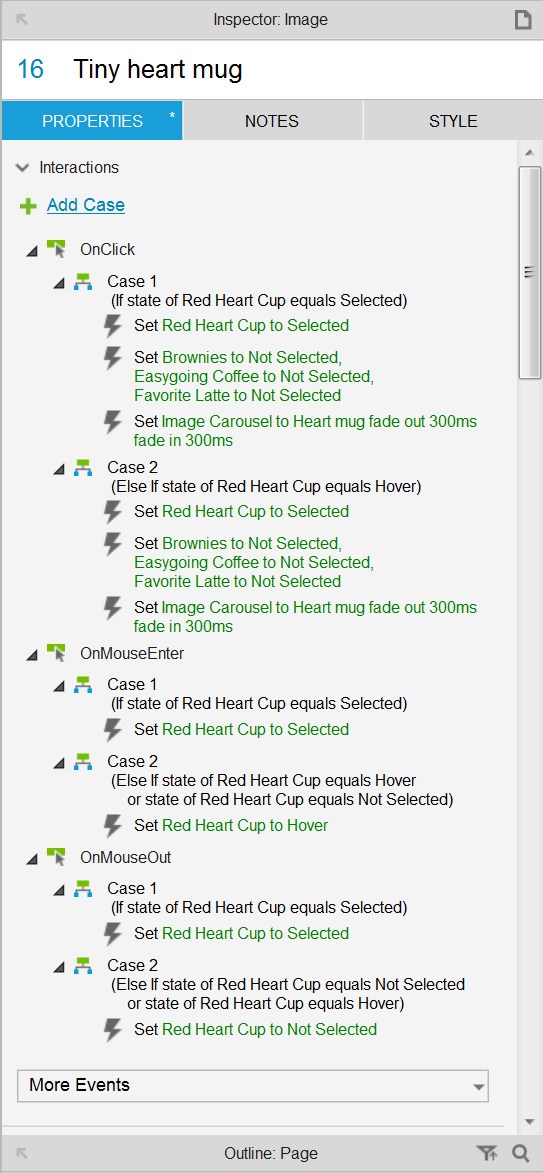 Inspector: Image
16 Tiny heart mug
PROPERTIES * NOTES STYLE
Interactions
Add Case
OnClick
Case 1
(If state of Red Heart Cup equals Selected)
Set Red Heart Cup to Selected
Set Brownies to Not Selected,
Easygoing Coffee to Not Selected,
Favorite Latte to Not Selected
Set Image Carousel to Heart mug fade out 300ms
fade in 300ms
Case 2
(Else If state of Red Heart Cup equals Hover)
Set Red Heart Cup to Selected
Set Brownies to Not Selected,
Easygoing Coffee to Not Selected,
Favorite Latte to Not Selected
Set Image Carousel to Heart mug fade out 300ms
fade in 300ms
OnMouseEnter
Case 1
(If state of Red Heart Cup equals Selected)
Set Red Heart Cup to Selected
Case 2
(Else If state of Red Heart Cup equals Hover
or state of Red Heart Cup equals Not Selected)
Set Red Heart Cup to Hover
OnMouseOut
Case 1
(If state of Red Heart Cup equals Selected)
Set Red Heart Cup to Selected
Case 2
(Else If state of Red Heart Cup equals Not Selected
or state of Red Heart Cup equals Hover)
Set Red Heart Cup to Not Selected
More Events
Outline: Page